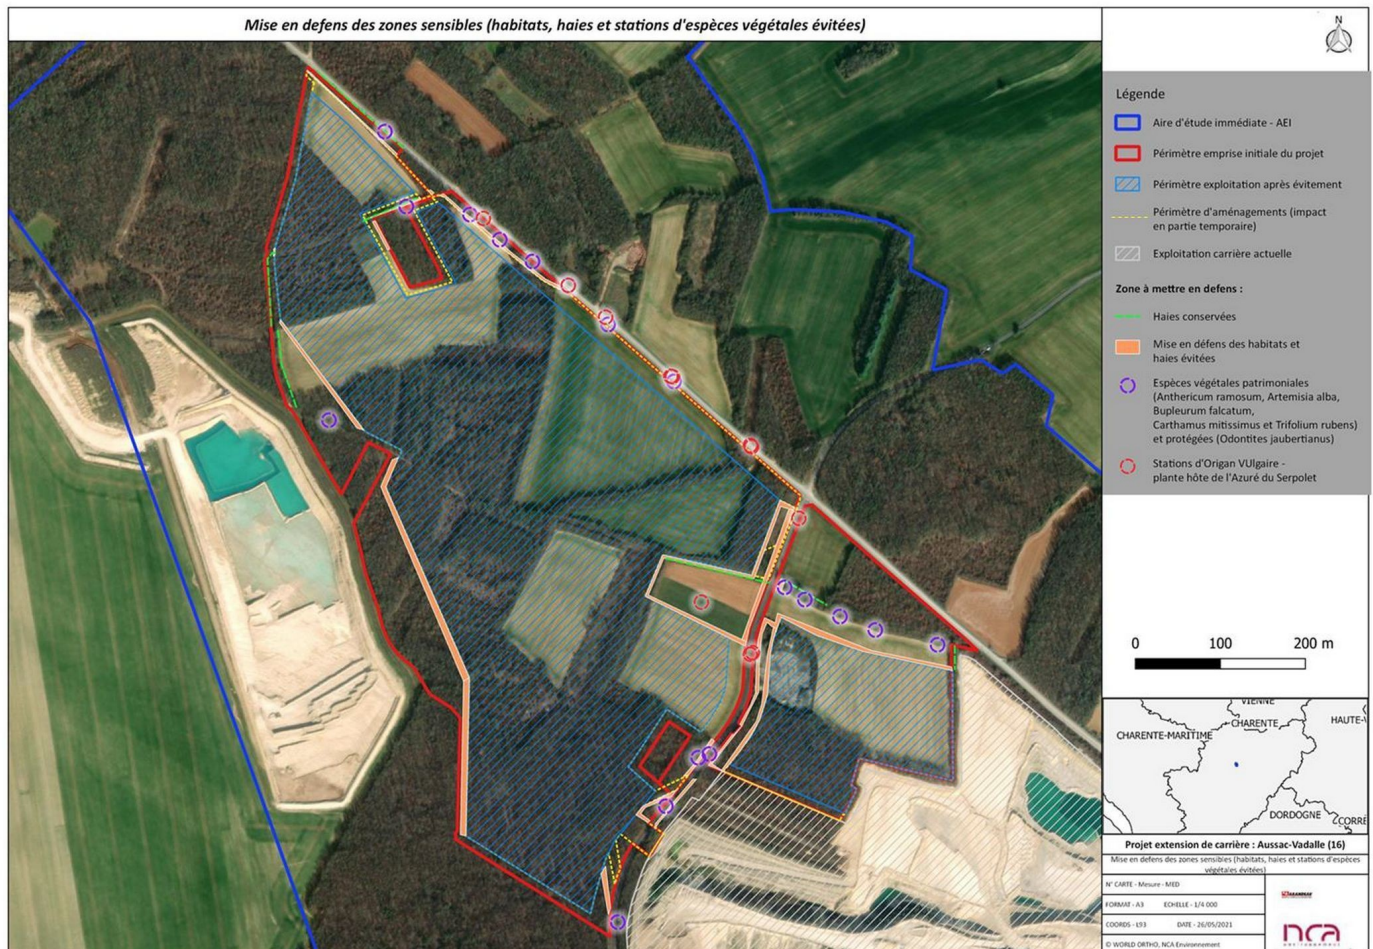 Mise en defens des zones sensibles (habitats, haies et stations d'espèces végétales évitées)
N
Légende
Aire d'étude immédiate - AEI
Périmètre emprise initiale du projet
Périmètre exploitation après évitement
Périmètre d'aménagements (impact
en partie temporaire)
Exploitation carrière actuelle
Zone à mettre en defens :
Haies conservées
Mise en défens des habitats et
haies évitées
Espèces végétales patrimoniales
(Anthericum ramosum, Artemisia alba,
Bupleurum falcatum,
Carthamus mitissimus et Trifolium rubens)
et protégées (Odontites jaubertianus)
Stations d'Origan VUlgaire -
plante hôte de l'Azuré du Serpolet
0 100 200 m
VIENNE
CHARENTE
HAUTE-V
CHARENTE-MARITIME
DORDOGNE
CORRÈ
Projet extension de carrière : Aussac-Vadalle (16)
Mise en defens des zones sensibles (habitats, haies et stations d'espèces
végétales évitées)
N° CARTE - Mesure - MED
FORMAT - A3 ECHELLE - 1/4 000
COORDS - L93 DATE - 26/05/2021
© WORLD ORTHO, NCA Environnement
nca